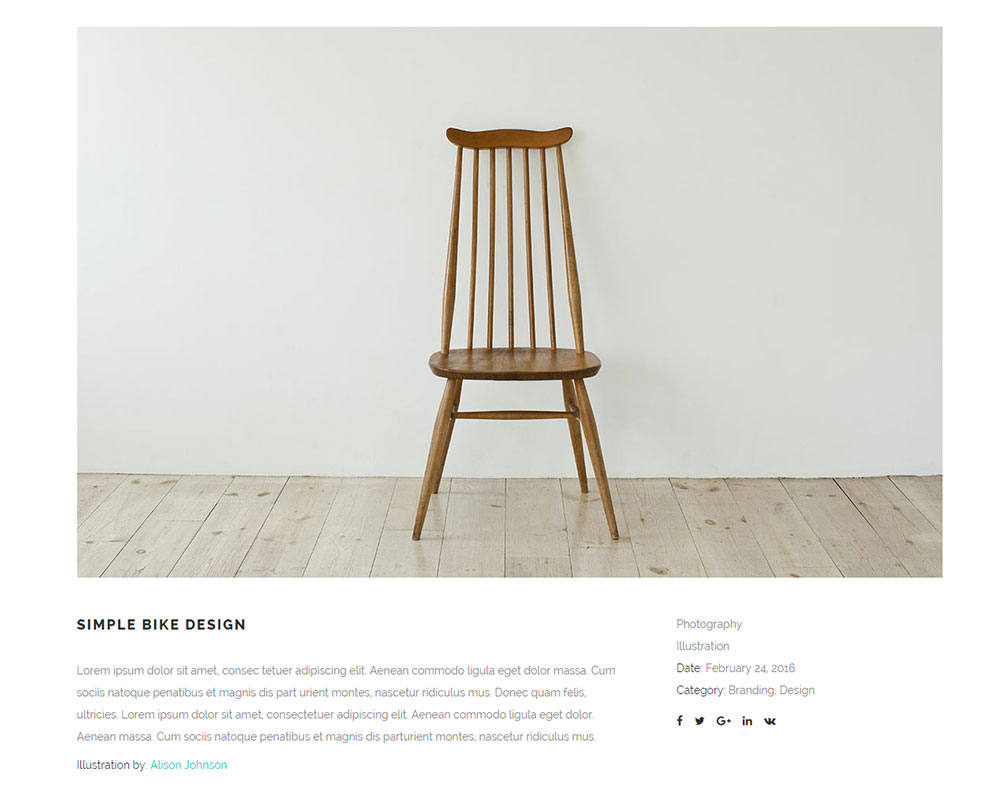 SIMPLE BIKE DESIGN
Lorem ipsum dolor sit amet, consec tetuer adipiscing elit. Aenean commodo ligula eget dolor massa. Cum
sociis natoque penatibus et magnis dis part urient montes, nascetur ridiculus mus. Donec quam felis,
ultricies. Lorem ipsum dolor sit amet, consectetuer adipiscing elit. Aenean commodo ligula eget dolor.
Aenean massa. Cum sociis natoque penatibus et magnis dis parturient montes, nascetur ridiculus mus.
Illustration by: Alison Johnson
Photography
Illustration
Date: February 24, 2016
Category: Branding, Design